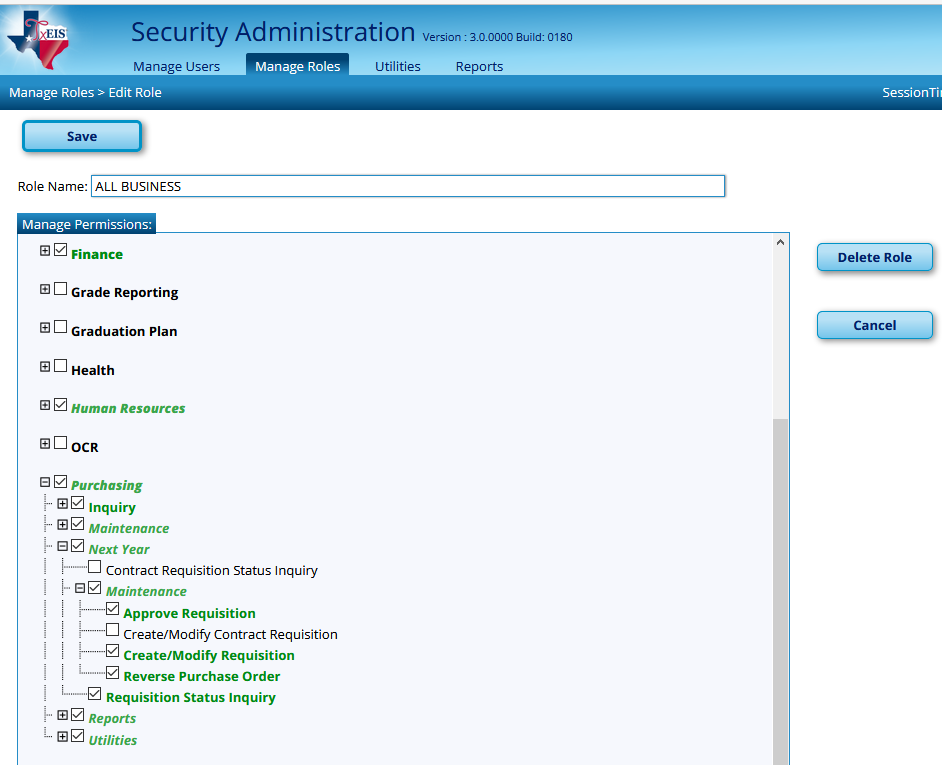 TxEIS
Security Administration Version : 3.0.0000 Build: 0180
Manage Users Manage Roles Utilities Reports
Manage Roles > Edit Role SessionTi
Save
Role Name: ALL BUSINESS
Manage Permissions:
Finance
Delete Role
Grade Reporting
Graduation Plan
Cancel
Health
Human Resources
OCR
Purchasing
Inquiry
Maintenance
Next Year
Contract Requisition Status Inquiry
Maintenance
Approve Requisition
Create/Modify Contract Requisition
Create/Modify Requisition
Reverse Purchase Order
Requisition Status Inquiry
Reports
Utilities